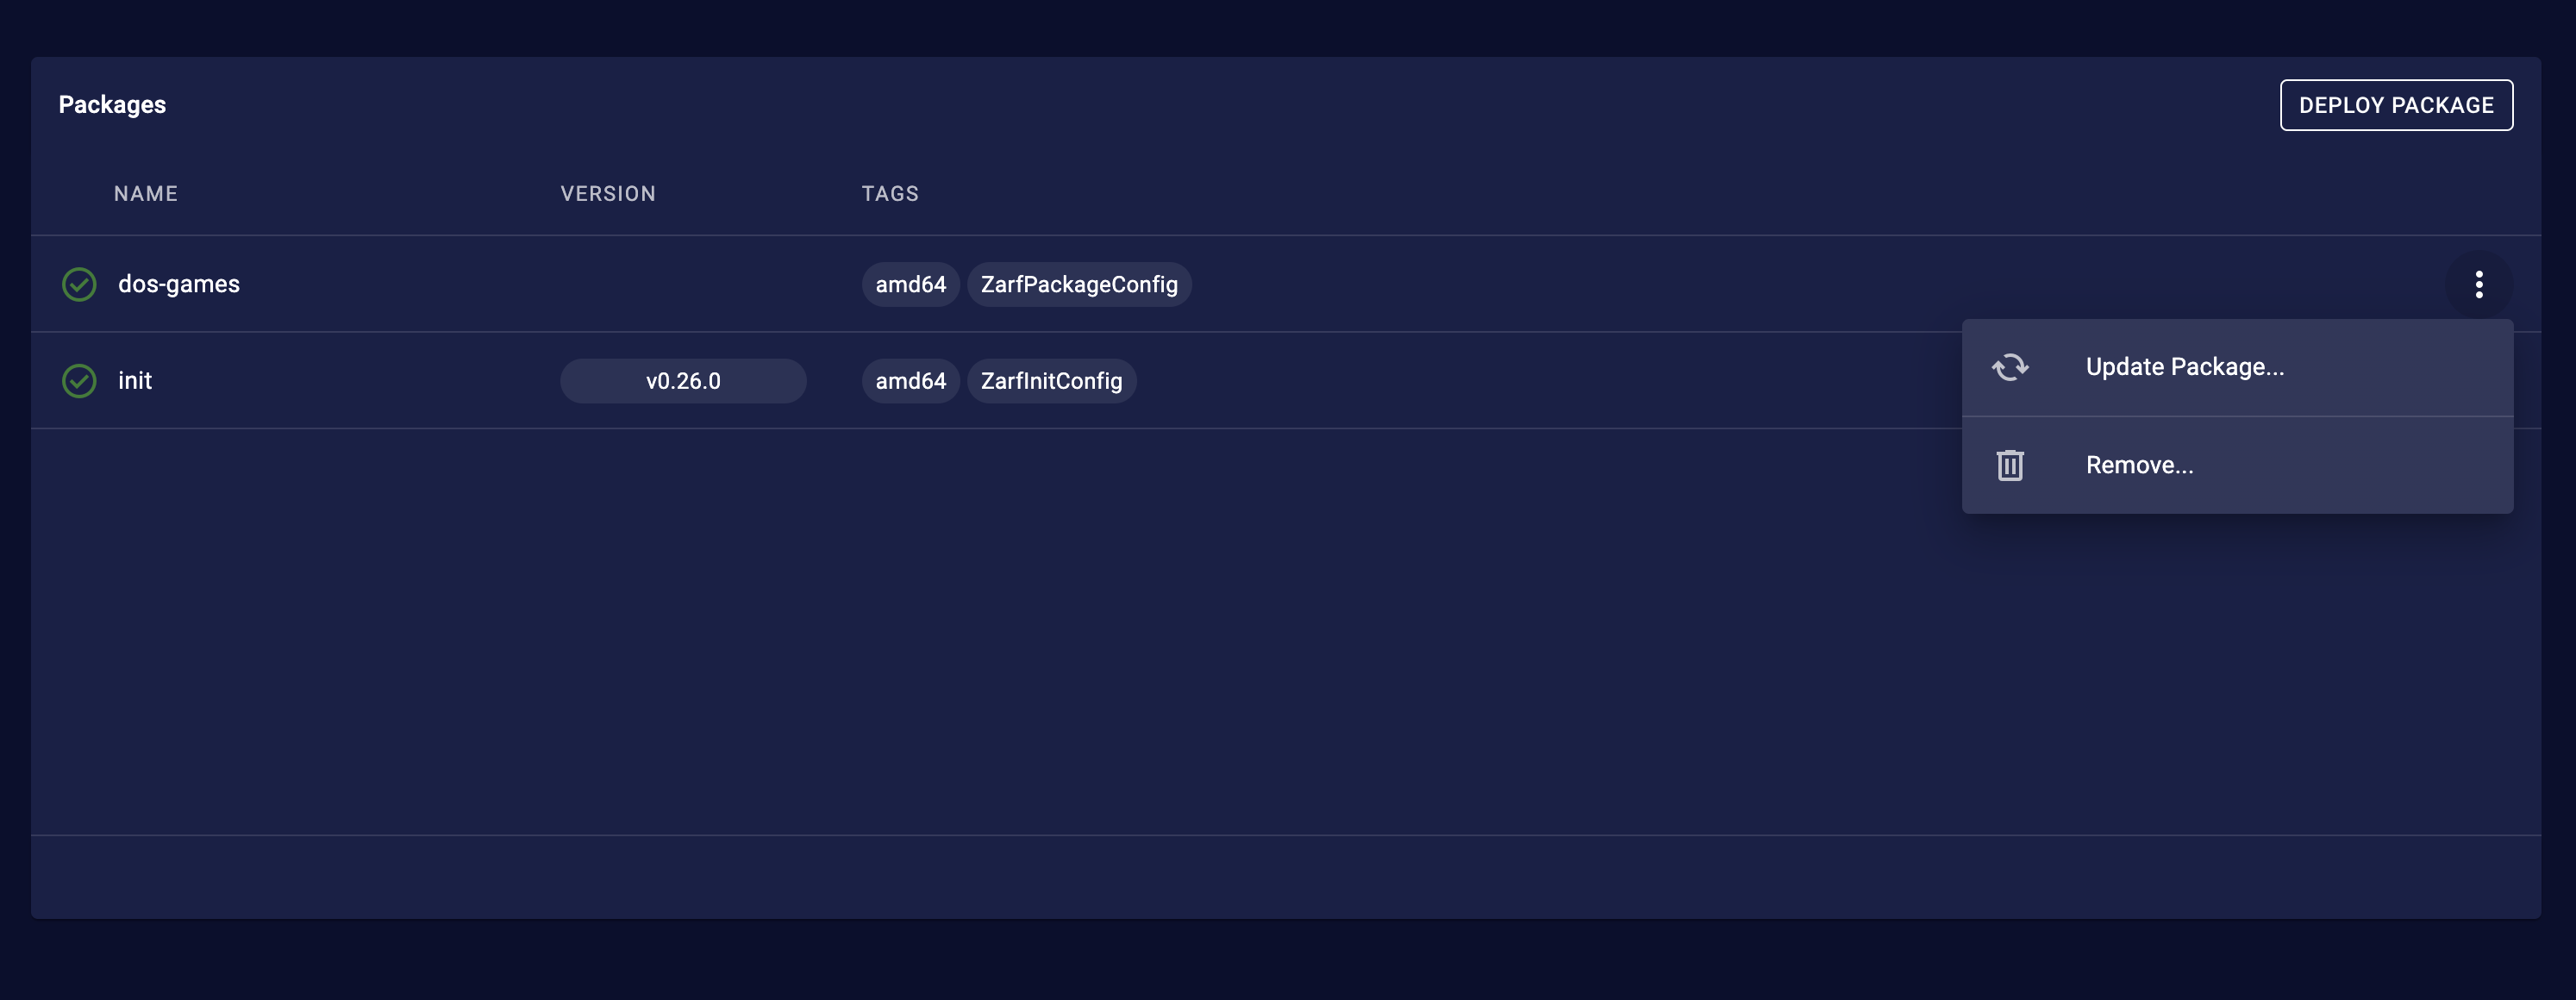 Packages
DEPLOY PACKAGE
NAME VERSION TAGS
dos-games amd64 ZarfPackageConfig
init v0.26.0 amd64 ZarfInitConfig
Update Package...
Remove...